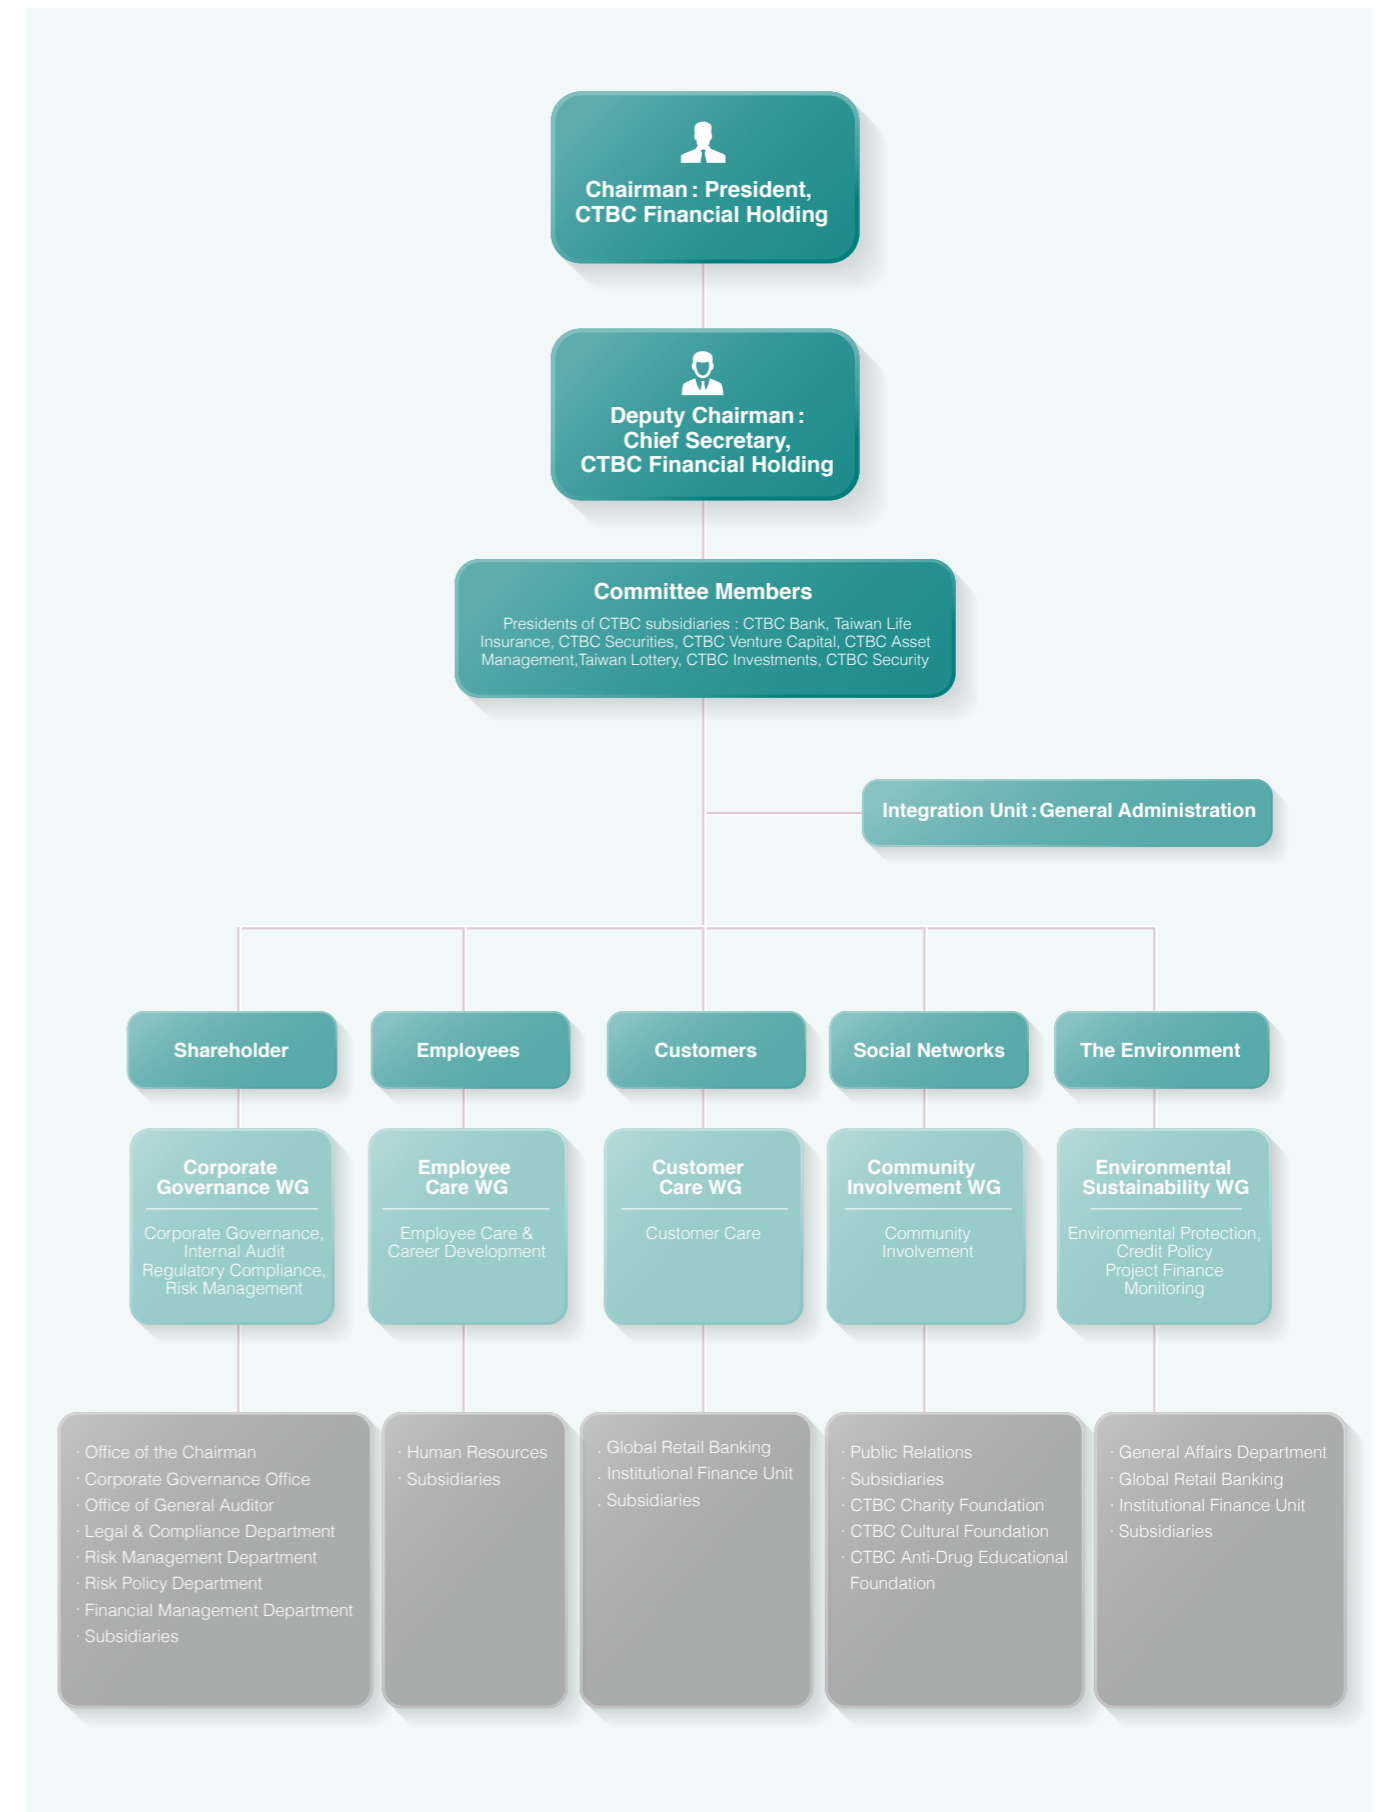 Chairman : President,
CTBC Financial Holding
Deputy Chairman :
Chief Secretary,
CTBC Financial Holding
Committee Members
Presidents of CTBC subsidiaries : CTBC Bank, Taiwan Life
Insurance, CTBC Securities, CTBC Venture Capital, CTBC Asset
Management,Taiwan Lottery, CTBC Investments, CTBC Security
Integration Unit : General Administration
Shareholder
Employees
Customers
Social Networks
The Environment
Corporate
Governance WG
Corporate Governance,
Internal Audit
Regulatory Compliance,
Risk Management
Employee
Care WG
Employee Care &
Career Development
Customer
Care WG
Customer Care
Community
Involvement WG
Community
Involvement
Environmental
Sustainability WG
Environmental Protection,
Credit Policy
Project Finance
Monitoring
· Office of the Chairman
· Corporate Governance Office
· Office of General Auditor
· Legal & Compliance Department
· Risk Management Department
· Risk Policy Department
· Financial Management Department
· Subsidiaries
· Human Resources
· Subsidiaries
. Global Retail Banking
. Institutional Finance Unit
. Subsidiaries
· Public Relations
· Subsidiaries
· CTBC Charity Foundation
· CTBC Cultural Foundation
· CTBC Anti-Drug Educational
Foundation
· General Affairs Department
· Global Retail Banking
· Institutional Finance Unit
· Subsidiaries